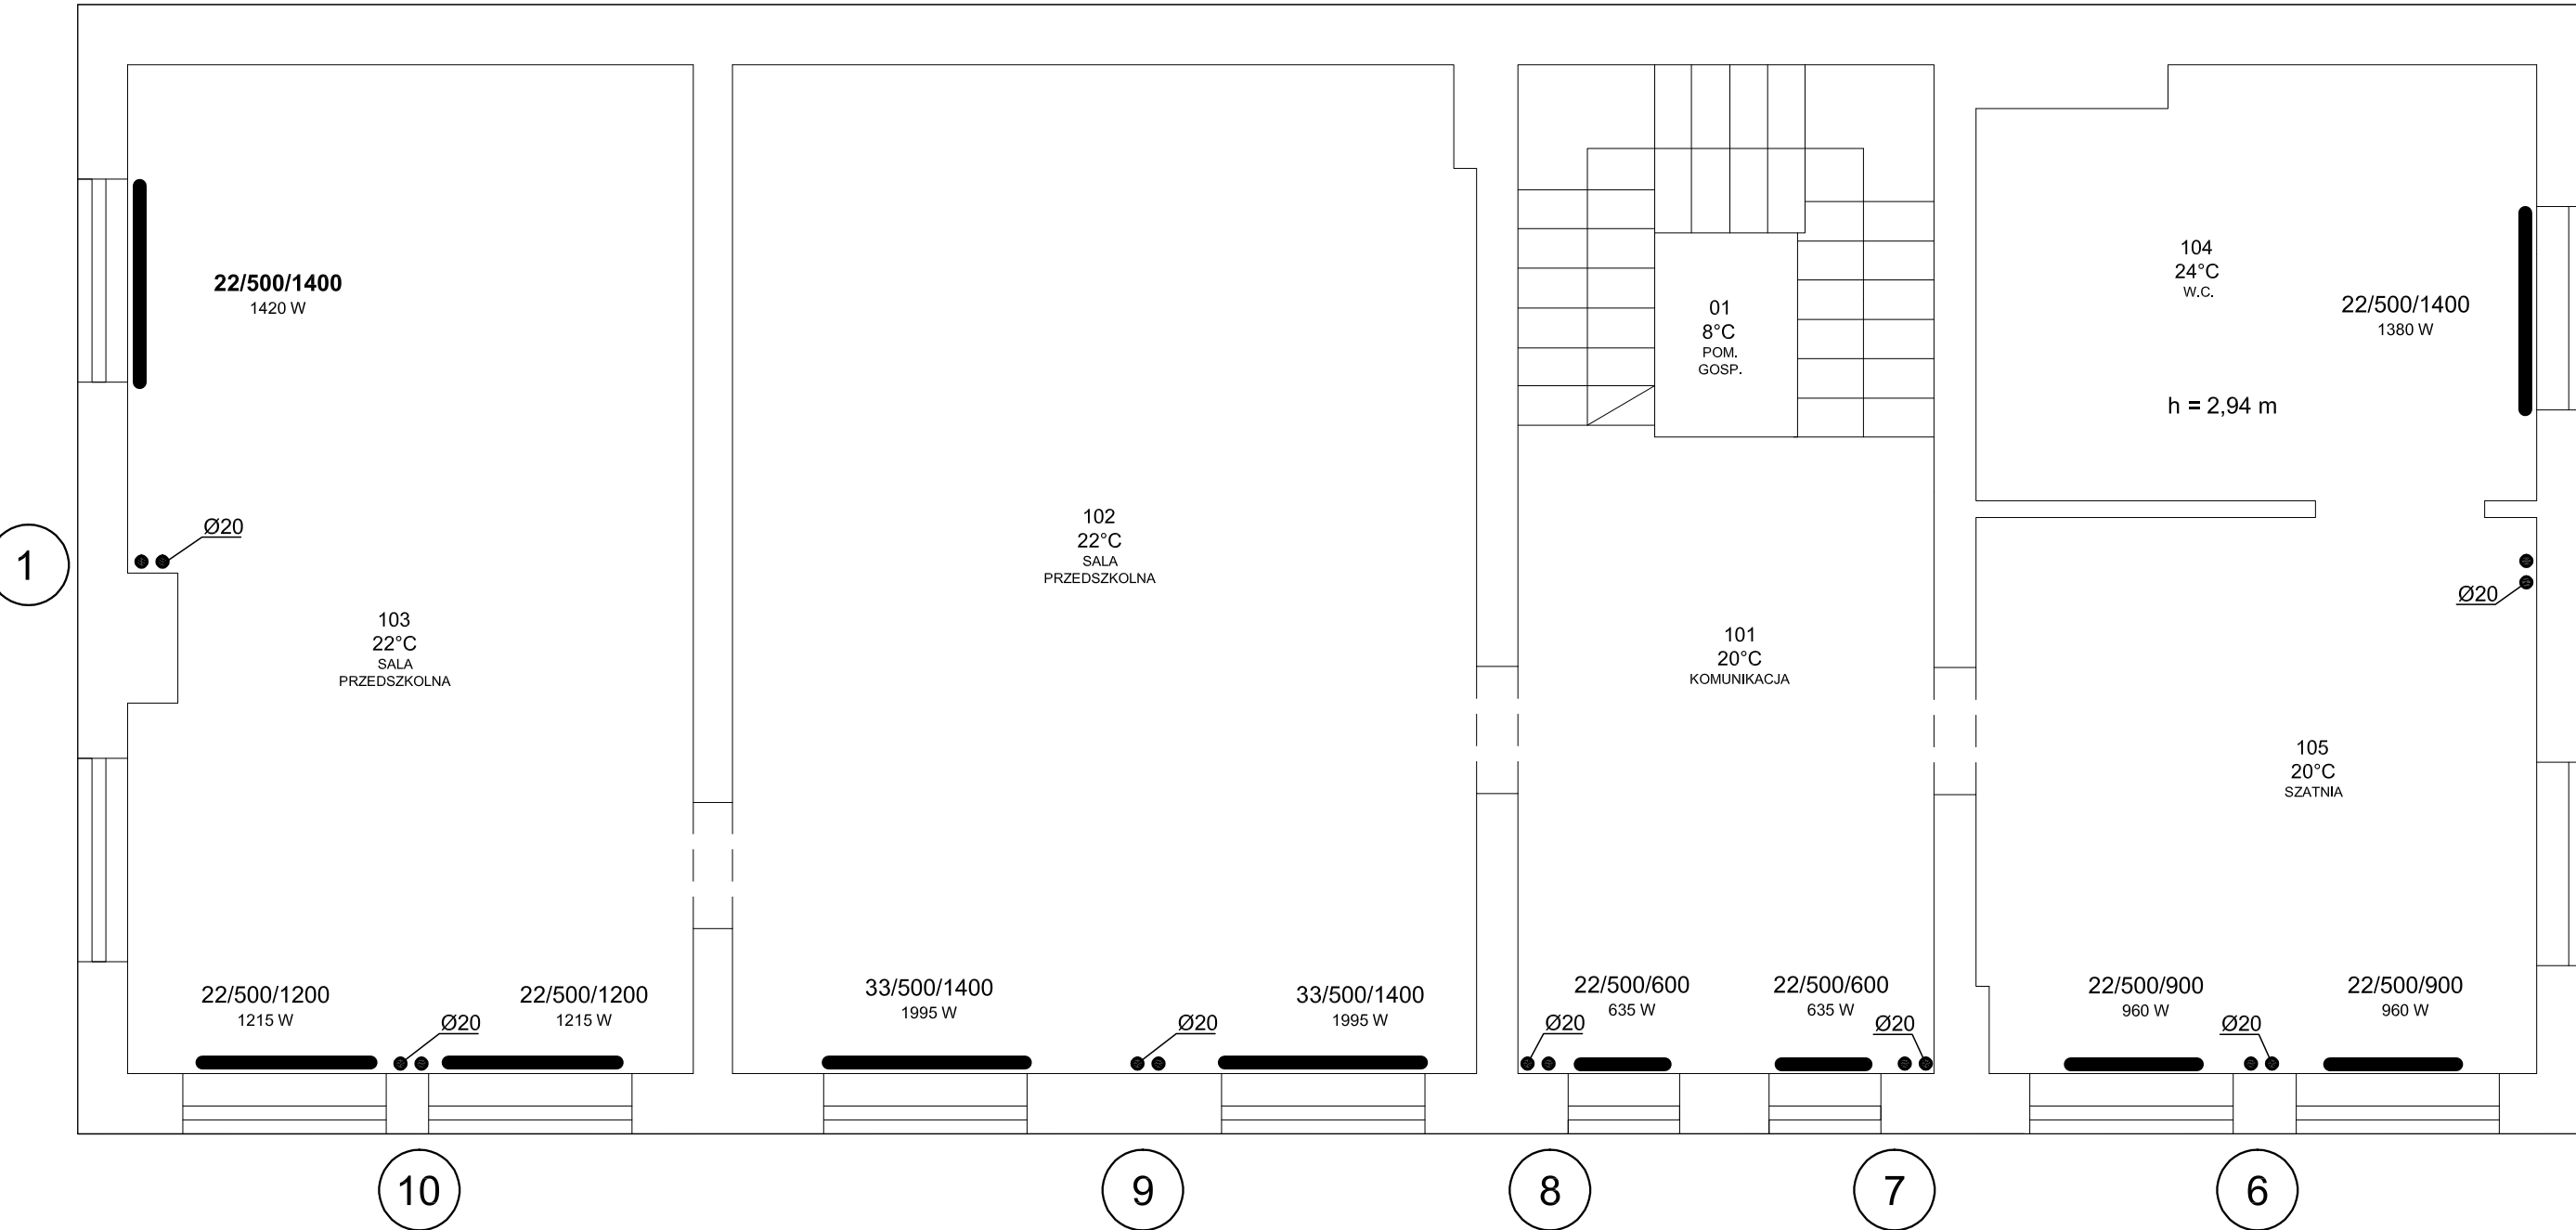 22/500/1400
1420 W
Ø20
1
103
22°C
SALA
PRZEDSZKOLNA
22/500/1200
1215 W
Ø20
22/500/1200
1215 W
10
102
22°C
SALA
PRZEDSZKOLNA
33/500/1400
1995 W
Ø20
33/500/1400
1995 W
9
01
8°C
POM.
GOSP.
101
20°C
KOMUNIKACJA
22/500/600
635 W
Ø20
22/500/600
635 W
Ø20
8
7
104
24°C
W.C.
22/500/1400
1380 W
h = 2,94 m
Ø20
105
20°C
SZATNIA
22/500/900
960 W
Ø20
22/500/900
960 W
6